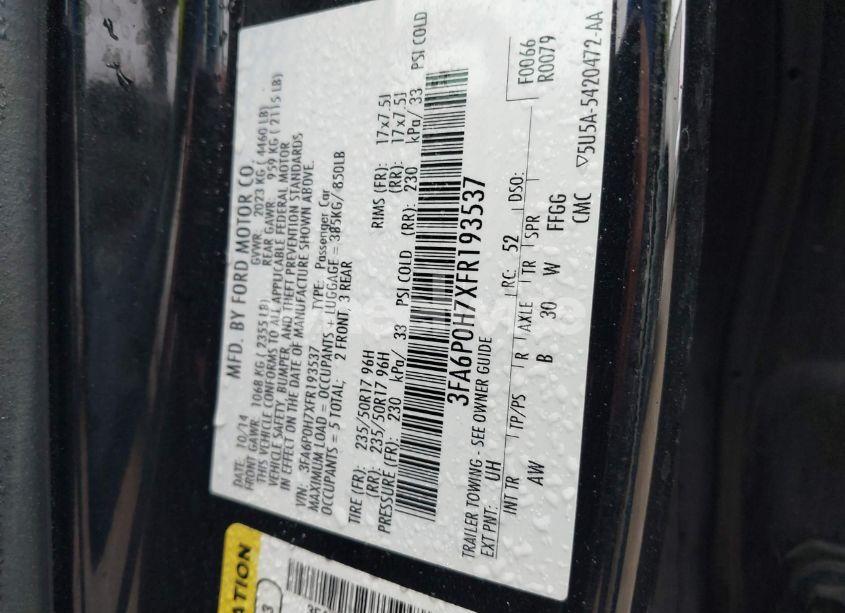 MFD. BY FORD MOTOR CO.
DATE: 10/14 GVWR: 2023 KG ( 4460 LB)
FRONT GAWR: 1068 KG ( 2355 LB) REAR GAWR: 959 KG ( 2115 LB)
THIS VEHICLE CONFORMS TO ALL APPLICABLE FEDERAL MOTOR
VEHICLE SAFETY, BUMPER, AND THEFT PREVENTION STANDARDS
IN EFFECT ON THE DATE OF MANUFACTURE SHOWN ABOVE.
VIN: 3FA6P0H7XFR193537 TYPE: Passenger Car
MAXIMUM LOAD = OCCUPANTS + LUGGAGE = 385KG/ 850LB
OCCUPANTS = 5 TOTAL; 2 FRONT, 3 REAR
TIRE (FR): 235/50R17 96H RIMS (FR): 17x7.5J
(RR): 235/50R17 96H (RR): 17x7.5J
PRESSURE (FR): 230 kPa/ 33 PSI COLD (RR): 230 kPa/ 33 PSI COLD
3FA6P0H7XFR193537
TRAILER TOWING - SEE OWNER GUIDE
EXT PNT: UH RC: 52 DSO: F0066
R0079
INT TR TP/PS R AXLE TR SPR
AW B 30 W FFGG
CMC ▽5U5A-5420472-AA
ATION